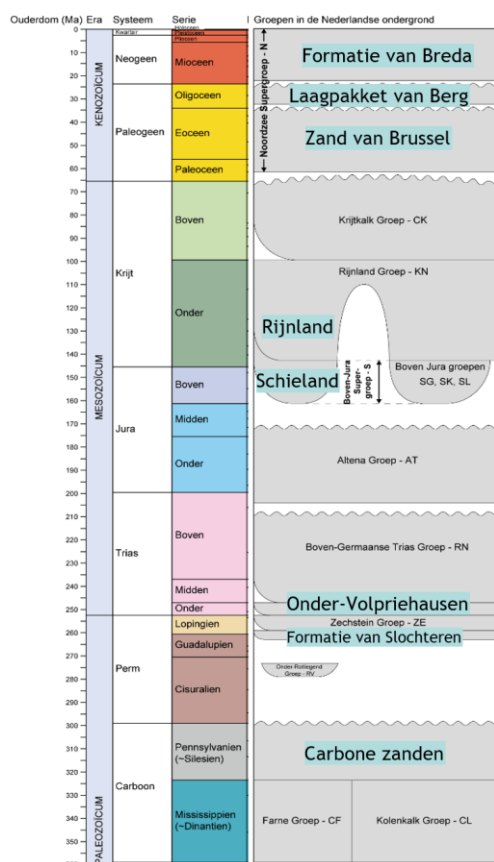 Ouderdom (Ma) Era Systeem Serie Groepen in de Nederlandse ondergrond
KENOZOÏCUM
MESOZOÏCUM
PALEOZOÏCUM
0
10
20
30
40
50
60
70
80
90
100
110
120
130
140
150
160
170
180
190
200
210
220
230
240
250
260
270
280
290
300
310
320
330
340
350
Kwartair
Neogeen
Paleogeen
Krijt
Jura
Trias
Perm
Carboon
Holoceen
Pleistoceen
Plioceen
Mioceen
Oligoceen
Eoceen
Paleoceen
Boven
Onder
Boven
Midden
Onder
Boven
Midden
Onder
Lopingien
Guadalupien
Cisuralien
Pennsylvanien
(~Silesien)
Mississippien
(~Dinantien)
Noordzee Supergroep - N
Formatie van Breda
Laagpakket van Berg
Zand van Brussel
Krijtkalk Groep - CK
Rijnland Groep - KN
Rijnland
Schieland
Boven-Jura
Super-
groep - S
Boven Jura groepen
SG, SK, SL
Altena Groep - AT
Boven-Germaanse Trias Groep - RN
Onder-Volpriehausen
Zechstein Groep - ZE
Formatie van Slochteren
Onder-Rotliegend
Groep - RV
Carbone zanden
Farne Groep - CF
Kolenkalk Groep - CL